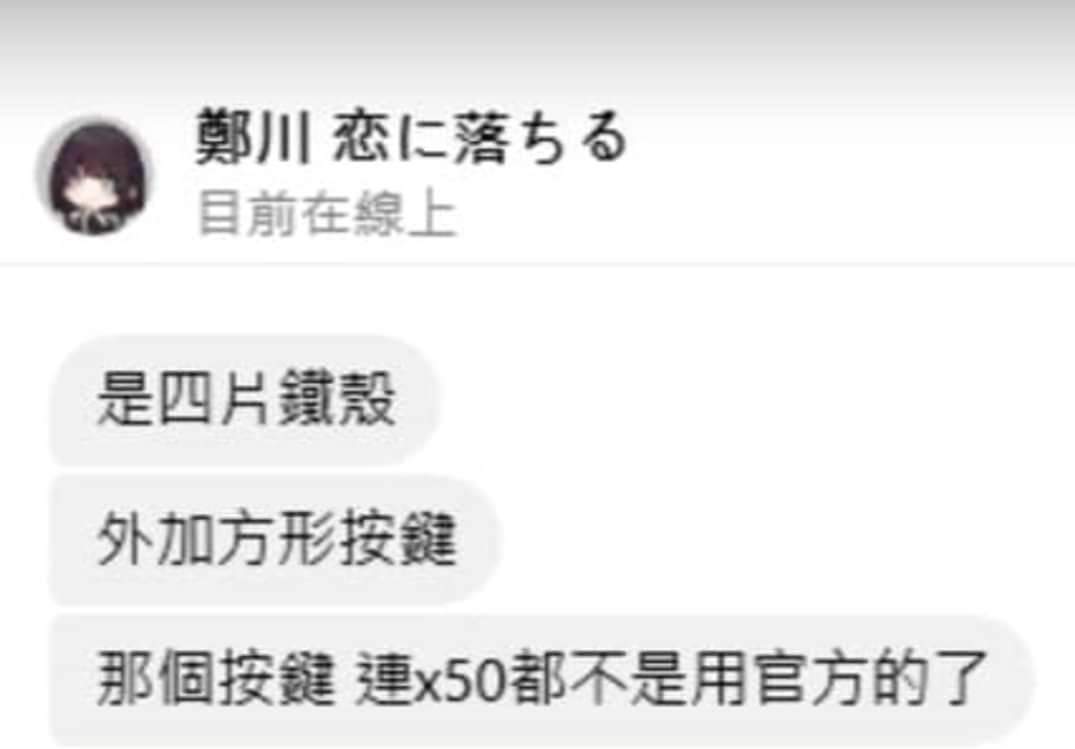 鄭川 恋に落ちる
目前在線上
是四片鐵殼
外加方形按鍵
那個按鍵 連x50都不是用官方的了